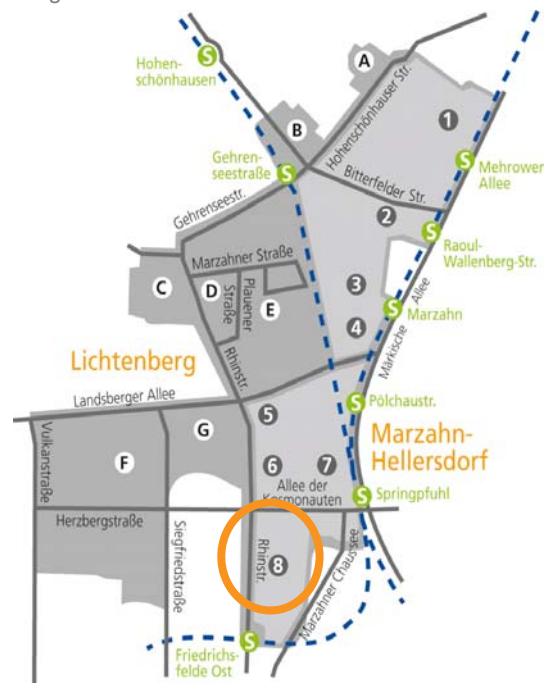 Hohen-
schönhausen
S
A
Hohenschönhauser Str.
1
B
S
Mehrower
Allee
Gehren-
seestraße
S
Bitterfelder Str.
2
S
Raoul-
Wallenberg-Str.
Gehrenseestr.
Marzahner Straße
C
D
Plauener
Straße
E
3
4
S
Marzahn
Märkische Allee
Lichtenberg
Rhinstr.
Landsberger Allee
S
Pölchaustr.
G
5
Marzahn-
Hellersdorf
Vulkanstraße
F
6
7
Allee der
Kosmonauten
S
Springpfuhl
Herzbergstraße
Siegfriedstraße
Rhinstr.
8
Marzahner Chaussee
S
Friedrichs-
felde Ost